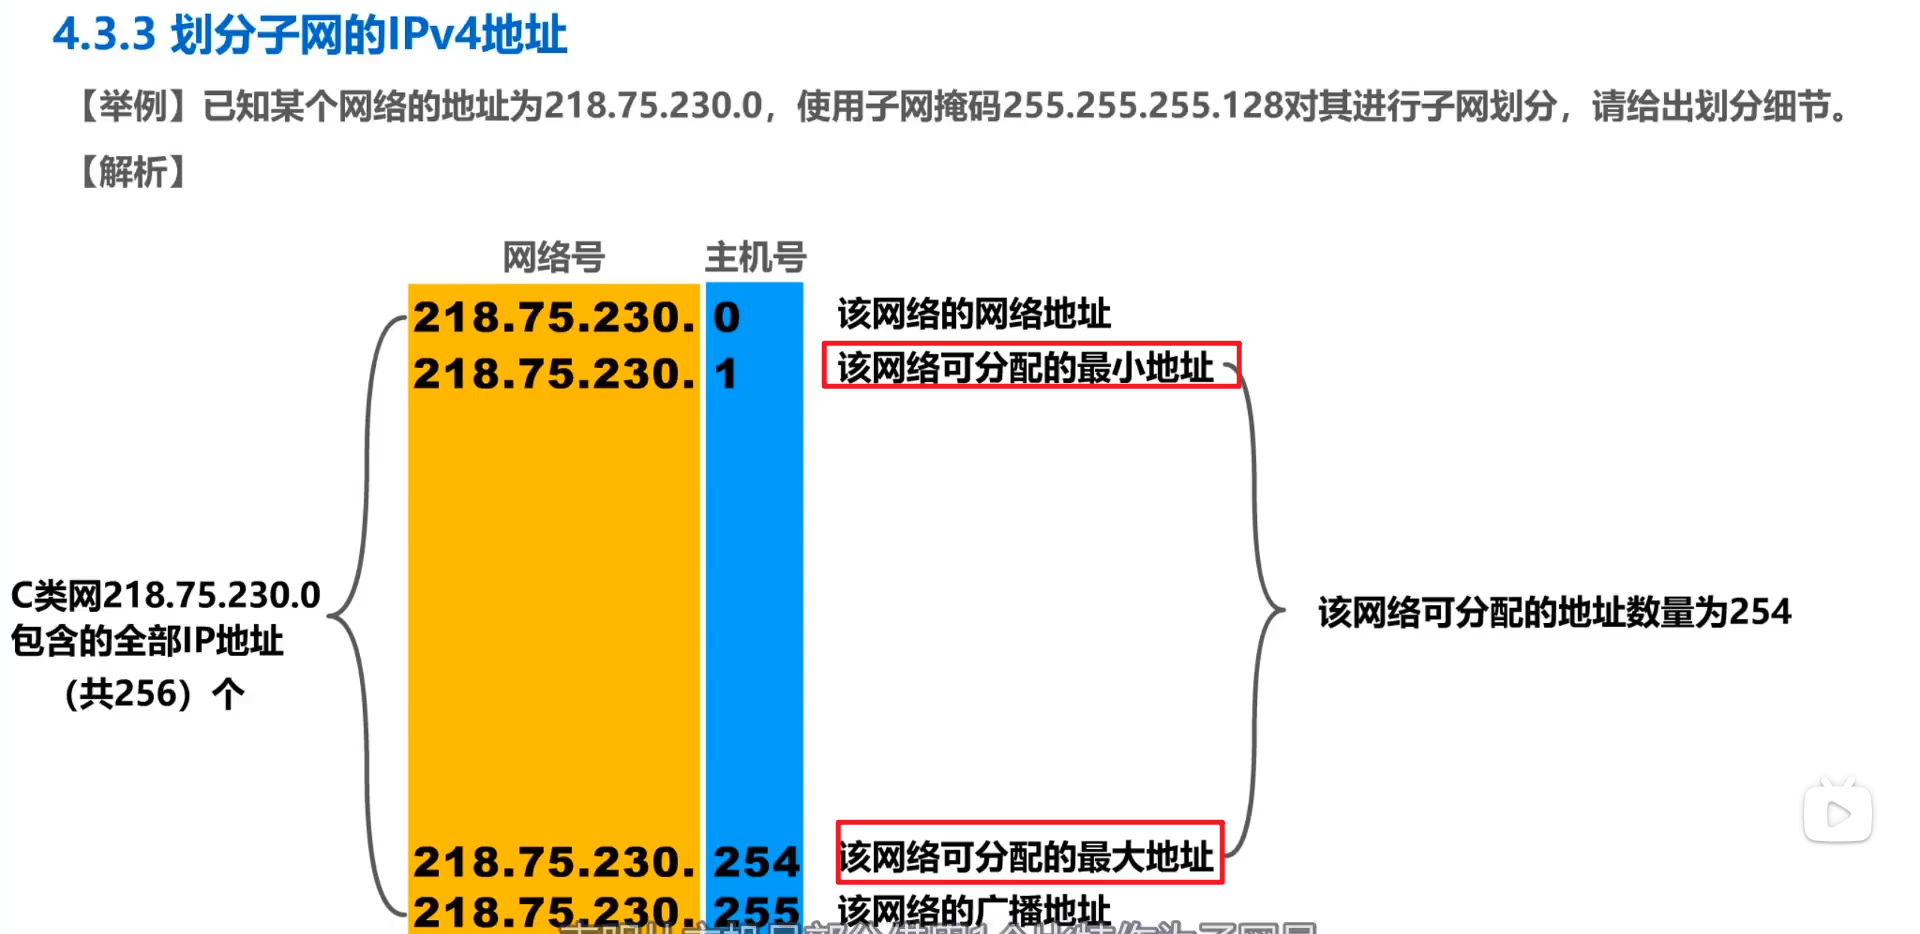 4.3.3 划分子网的IPv4地址
【举例】已知某个网络的地址为218.75.230.0，使用子网掩码255.255.255.128对其进行子网划分，请给出划分细节。
【解析】
网络号 主机号
218.75.230. 0 该网络的网络地址
218.75.230. 1 该网络可分配的最小地址
C类网218.75.230.0
包含的全部IP地址
（共256）个
该网络可分配的地址数量为254
218.75.230. 254 该网络可分配的最大地址
218.75.230. 255 该网络的广播地址